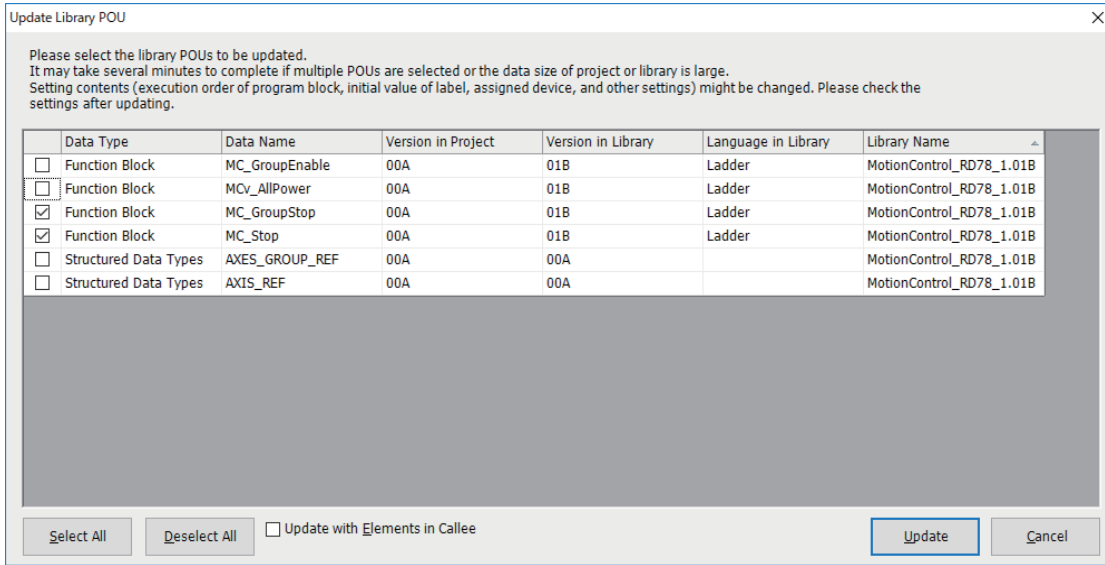 Update Library POU
Please select the library POUs to be updated.
It may take several minutes to complete if multiple POUs are selected or the data size of project or library is large.
Setting contents (execution order of program block, initial value of label, assigned device, and other settings) might be changed. Please check the
settings after updating.
Data Type Data Name Version in Project Version in Library Language in Library Library Name
Function Block MC_GroupEnable 00A 01B Ladder MotionControl_RD78_1.01B
Function Block MCv_AllPower 00A 01B Ladder MotionControl_RD78_1.01B
Function Block MC_GroupStop 00A 01B Ladder MotionControl_RD78_1.01B
Function Block MC_Stop 00A 01B Ladder MotionControl_RD78_1.01B
Structured Data Types AXES_GROUP_REF 00A 00A MotionControl_RD78_1.01B
Structured Data Types AXIS_REF 00A 00A MotionControl_RD78_1.01B
Select All Deselect All Update with Elements in Callee Update Cancel